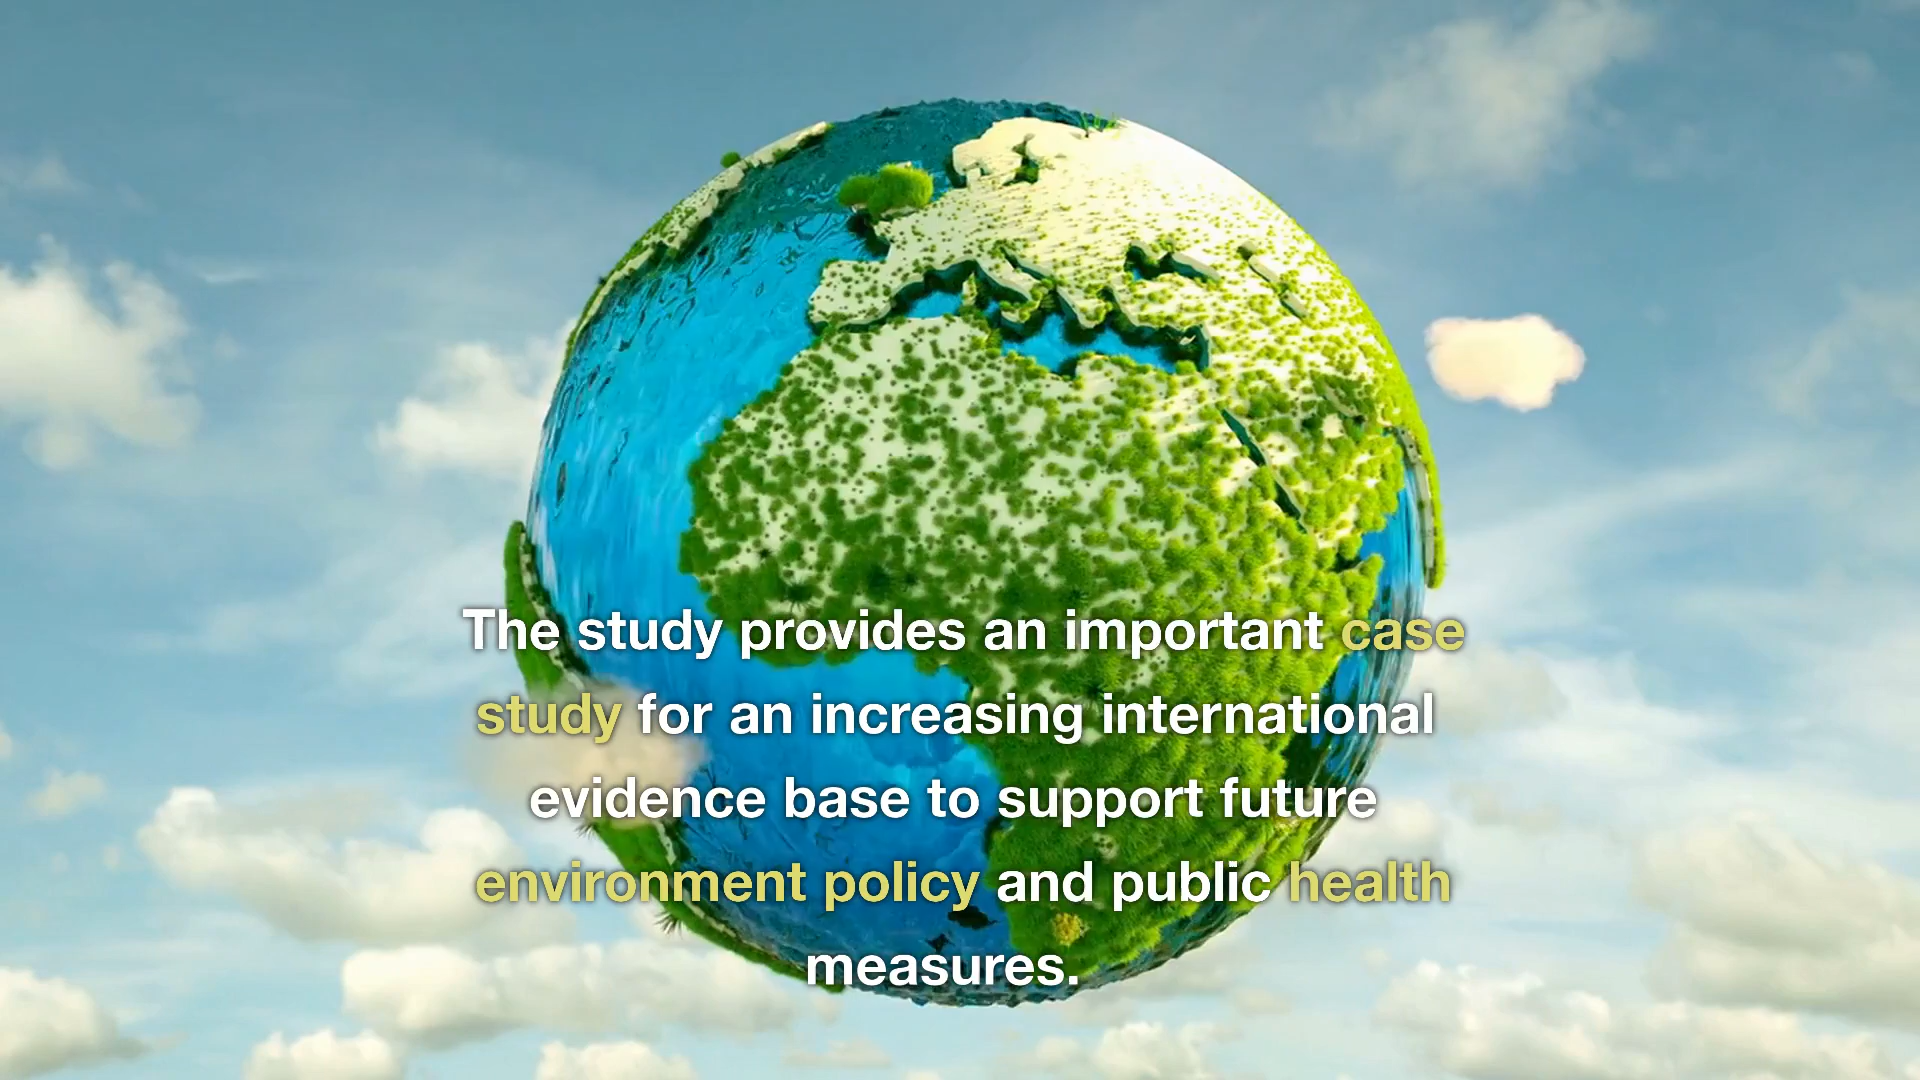 The study provides an important case
study for an increasing international
evidence base to support future
environment policy and public health
measures.